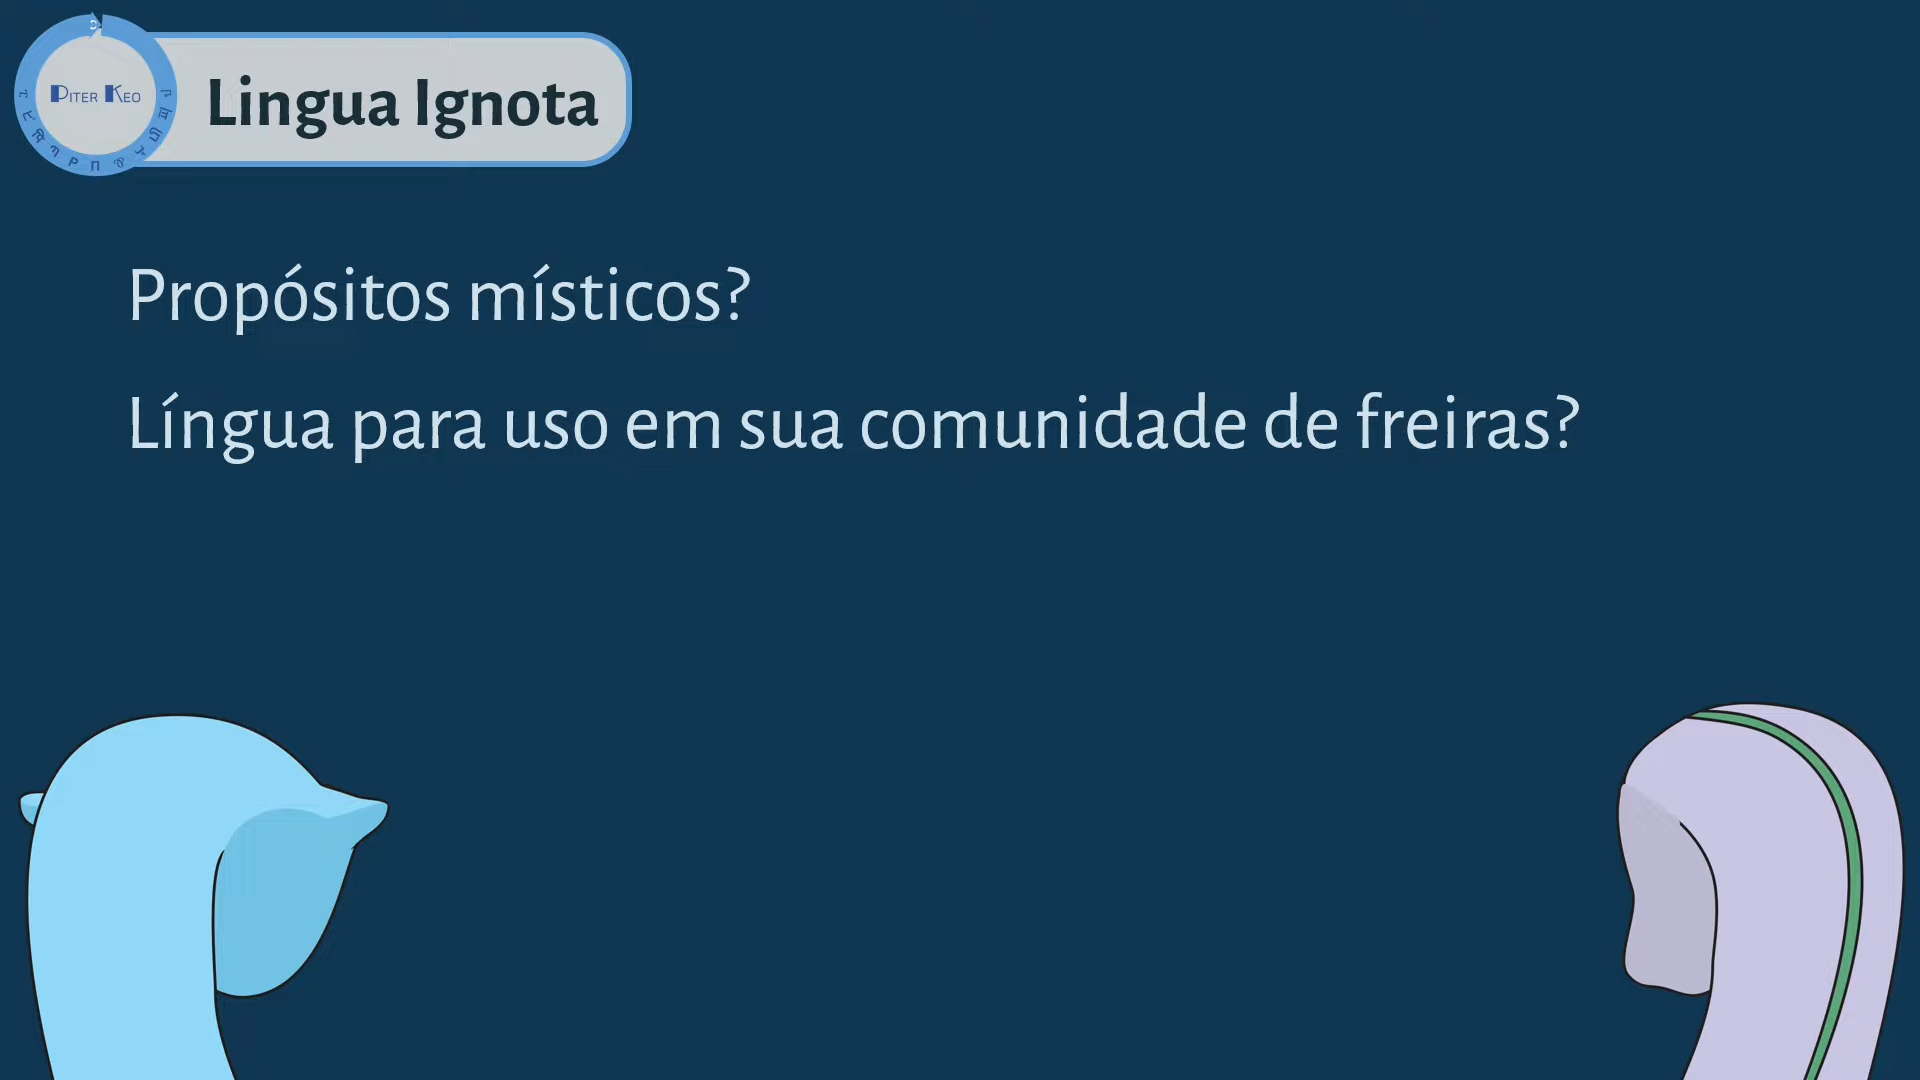 Piter Keo
Lingua Ignota
Propósitos místicos?
Língua para uso em sua comunidade de freiras?